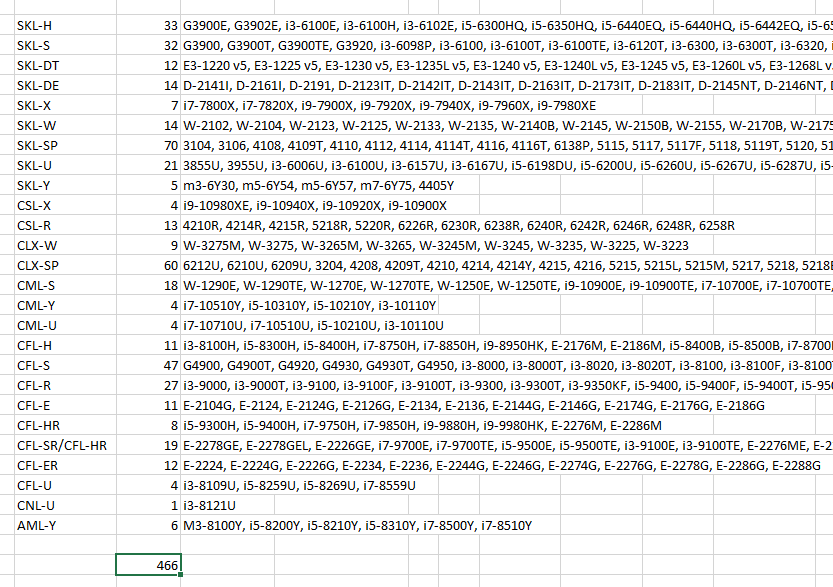 SKL-H 33 G3900E, G3902E, i3-6100E, i3-6100H, i3-6102E, i5-6300HQ, i5-6350HQ, i5-6440EQ, i5-6440HQ, i5-6442EQ,
SKL-S 32 G3900, G3900T, G3900TE, G3920, i3-6098P, i3-6100, i3-6100T, i3-6100TE, i3-6120T, i3-6300, i3-6300T, i3-6320,
SKL-DT 12 E3-1220 v5, E3-1225 v5, E3-1230 v5, E3-1235L v5, E3-1240 v5, E3-1240L v5, E3-1245 v5, E3-1260L v5, E3-1268L v
SKL-DE 14 D-2141I, D-2161I, D-2191, D-2123IT, D-2142IT, D-2143IT, D-2163IT, D-2173IT, D-2183IT, D-2145NT, D-2146NT,
SKL-X 7 i7-7800X, i7-7820X, i9-7900X, i9-7920X, i9-7940X, i9-7960X, i9-7980XE
SKL-W 14 W-2102, W-2104, W-2123, W-2125, W-2133, W-2135, W-2140B, W-2145, W-2150B, W-2155, W-2170B, W-2175
SKL-SP 70 3104, 3106, 4108, 4109T, 4110, 4112, 4114, 4114T, 4116, 4116T, 6138P, 5115, 5117, 5117F, 5118, 5119T, 5120, 51
SKL-U 21 3855U, 3955U, i3-6006U, i3-6100U, i3-6157U, i3-6167U, i5-6198DU, i5-6200U, i5-6260U, i5-6267U, i5-6287U, i5-
SKL-Y 5 m3-6Y30, m5-6Y54, m5-6Y57, m7-6Y75, 4405Y
CSL-X 4 i9-10980XE, i9-10940X, i9-10920X, i9-10900X
CSL-R 13 4210R, 4214R, 4215R, 5218R, 5220R, 6226R, 6230R, 6238R, 6240R, 6242R, 6246R, 6248R, 6258R
CLX-W 9 W-3275M, W-3275, W-3265M, W-3265, W-3245M, W-3245, W-3235, W-3225, W-3223
CLX-SP 60 6212U, 6210U, 6209U, 3204, 4208, 4209T, 4210, 4214, 4214Y, 4215, 4216, 5215, 5215L, 5215M, 5217, 5218,
CML-S 18 W-1290E, W-1290TE, W-1270E, W-1270TE, W-1250E, W-1250TE, i9-10900E, i9-10900TE, i7-10700E, i7-10700TE,
CML-Y 4 i7-10510Y, i5-10310Y, i5-10210Y, i3-10110Y
CML-U 4 i7-10710U, i7-10510U, i5-10210U, i3-10110U
CFL-H 11 i3-8100H, i5-8300H, i5-8400H, i7-8750H, i7-8850H, i9-8950HK, E-2176M, E-2186M, i5-8400B, i5-8500B,
CFL-S 47 G4900, G4900T, G4920, G4930, G4930T, G4950, i3-8000, i3-8000T, i3-8020, i3-8020T, i3-8100, i3-8100F, i3-8100
CFL-R 27 i3-9000, i3-9000T, i3-9100, i3-9100F, i3-9100T, i3-9300, i3-9300T, i3-9350KF, i5-9400, i5-9400F, i5-9400T,
CFL-E 11 E-2104G, E-2124, E-2124G, E-2126G, E-2134, E-2136, E-2144G, E-2146G, E-2174G, E-2176G, E-2186G
CFL-HR 8 i5-9300H, i5-9400H, i7-9750H, i7-9850H, i9-9880H, i9-9980HK, E-2276M, E-2286M
CFL-SR/CFL-HR 19 E-2278GE, E-2278GEL, E-2226GE, i7-9700E, i7-9700TE, i5-9500E, i5-9500TE, i3-9100E, i3-9100TE, E-2276ME, E-2
CFL-ER 12 E-2224, E-2224G, E-2226G, E-2234, E-2236, E-2244G, E-2246G, E-2274G, E-2276G, E-2278G, E-2286G, E-2288G
CFL-U 4 i3-8109U, i5-8259U, i5-8269U, i7-8559U
CNL-U 1 i3-8121U
AML-Y 6 M3-8100Y, i5-8200Y, i5-8210Y, i5-8310Y, i7-8500Y, i7-8510Y
466